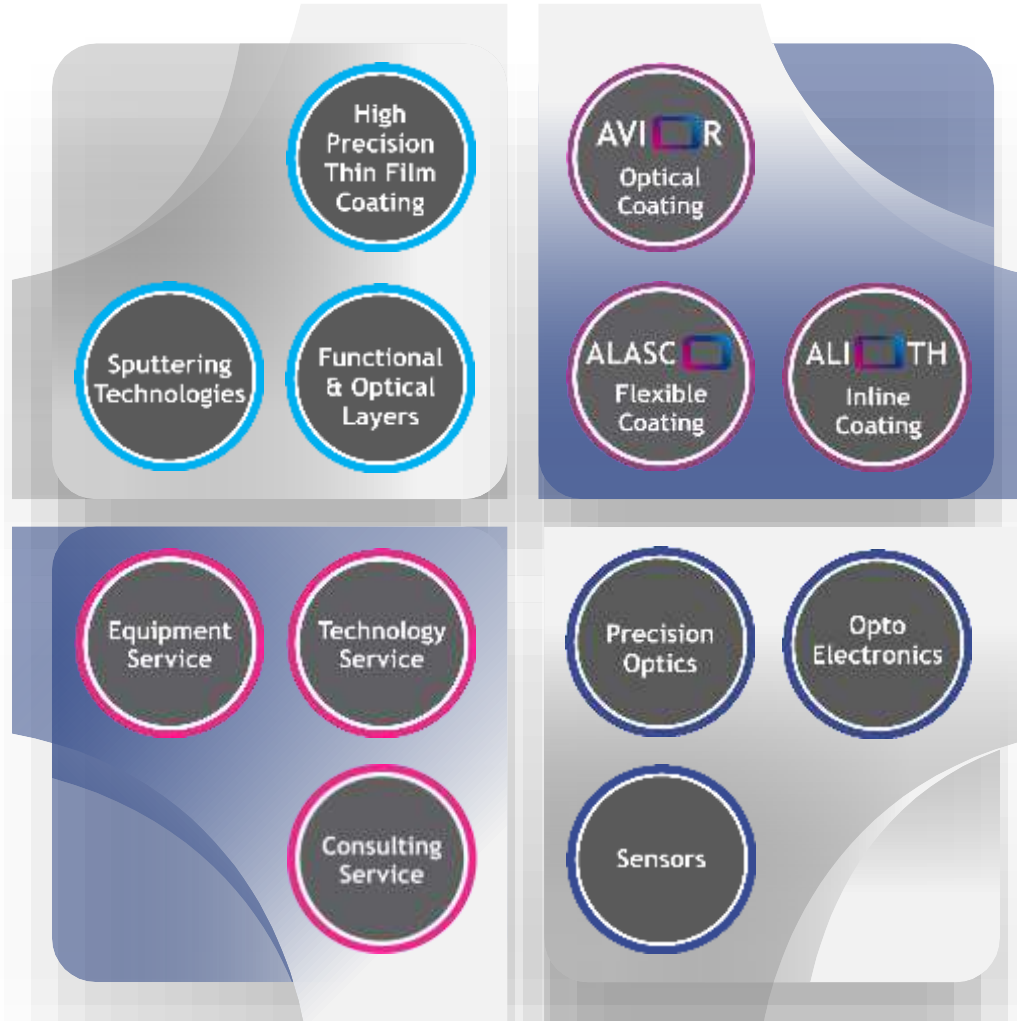 High
Precision
Thin Film
Coating
Sputtering
Technologies
Functional
& Optical
Layers
AVIOR
Optical
Coating
ALASCO
Flexible
Coating
ALIOTH
Inline
Coating
Equipment
Service
Technology
Service
Consulting
Service
Precision
Optics
Opto
Electronics
Sensors